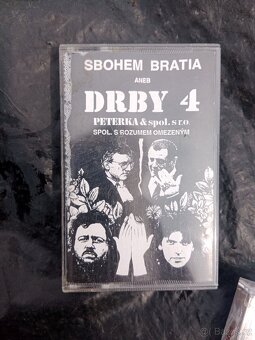 SBOHEM BRATIA
ANEB
DRBY 4
PETERKA & spol. s r.o.
SPOL. S ROZUMEM OMEZENÝM